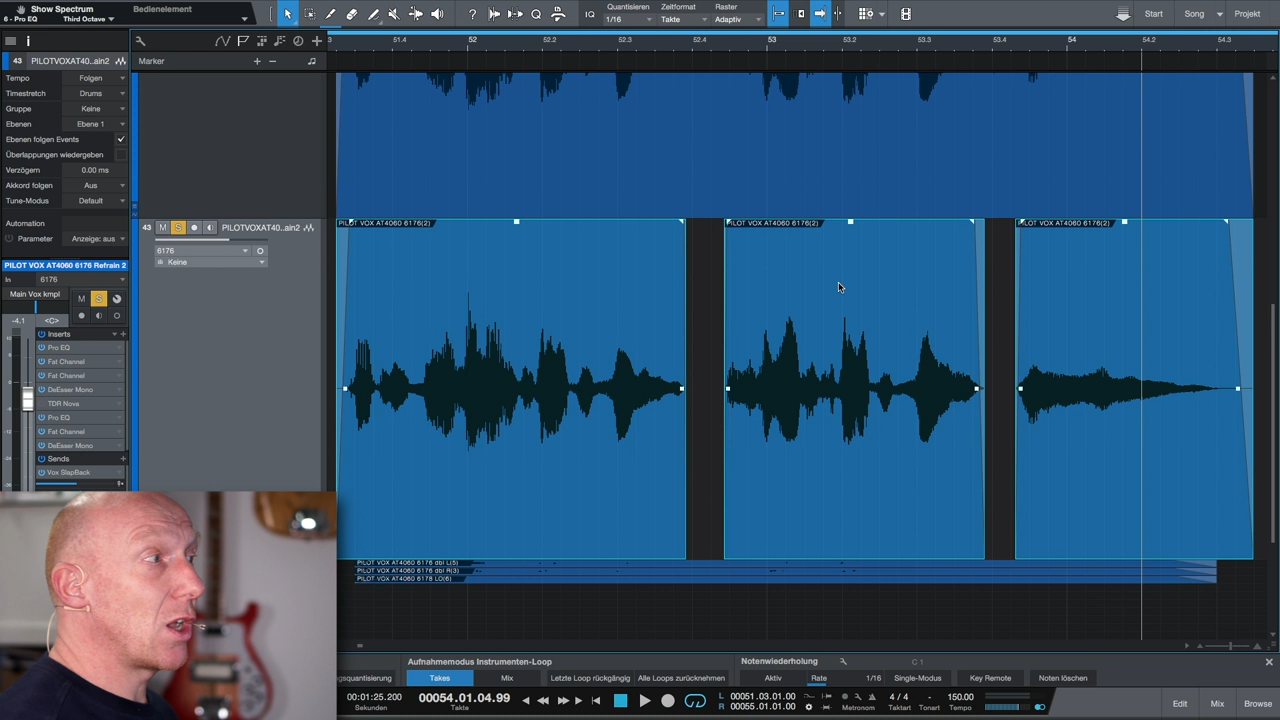 Show Spectrum
Bedienelement
6 - Pro EQ
Third Octave
IQ
Quantisieren
1/16
Zeitformat
Takte
Raster
Adaptiv
Start
Song
Projekt
43
PILOTVOXAT40..ain2
Marker
3
51.4
52
52.2
52.3
52.4
53
53.2
53.3
53.4
54
54.2
54.3
Tempo
Folgen
Timestretch
Drums
Gruppe
Keine
Ebenen
Ebene 1
Ebenen folgen Events
Überlappungen wiedergeben
Verzögern
0.00 ms
Akkord folgen
Aus
Tune-Modus
Default
Automation
Parameter
Anzeige: aus
43
M
S
PILOTVOXAT40..ain2
6176
Keine
PILOT VOX AT4060 6176(2)
PILOT VOX AT4060 6176(2)
PILOT VOX AT4060 6176(2)
PILOT VOX AT4060 6176 Refrain 2
In
6176
Main Vox kmpl
M
S
-4.1
<C>
Inserts
Pro EQ
Fat Channel
Fat Channel
DeEsser Mono
TDR Nova
Pro EQ
Fat Channel
DeEsser Mono
Sends
Vox SlapBack
PILOT VOX AT4060 6176 dbl L(5)
PILOT VOX AT4060 6176 dbl R(3)
PILOT VOX AT4060 6178 LO(6)
Aufnahmemodus Instrumenten-Loop
Notenwiederholung
C 1
gsquantisierung
Takes
Mix
Letzte Loop rückgängig
Alle Loops zurücknehmen
Aktiv
Rate
1/16
Single-Modus
Key Remote
Noten löschen
00:01:25.200
Sekunden
00054.01.04.99
Takte
L
00051.03.01.00
R
00055.01.01.00
Metronom
4 / 4
Taktart
-
Tonart
150.00
Tempo
Edit
Mix
Browse